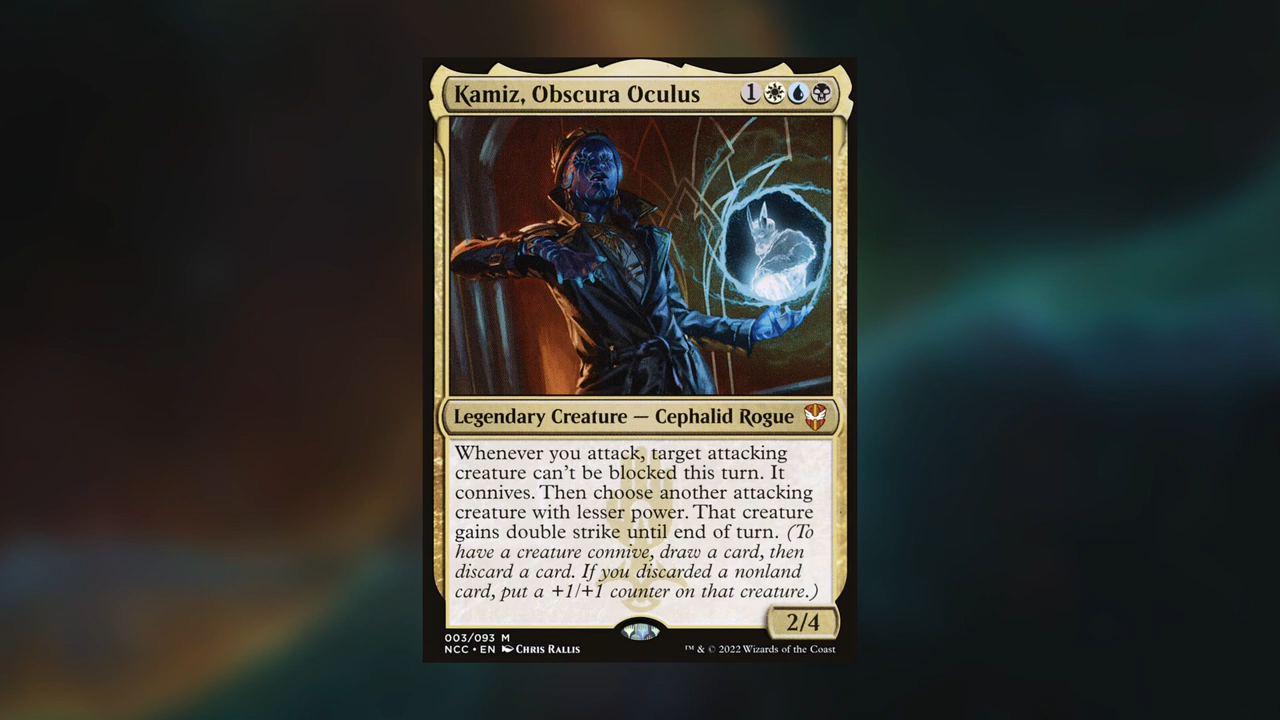 Kamiz, Obscura Oculus 1
Legendary Creature — Cephalid Rogue
Whenever you attack, target attacking
creature can't be blocked this turn. It
connives. Then choose another attacking
creature with lesser power. That creature
gains double strike until end of turn. (To
have a creature connive, draw a card, then
discard a card. If you discarded a nonland
card, put a +1/+1 counter on that creature.)
2/4
003/093 M
NCC • EN Chris Rallis
™ & © 2022 Wizards of the Coast